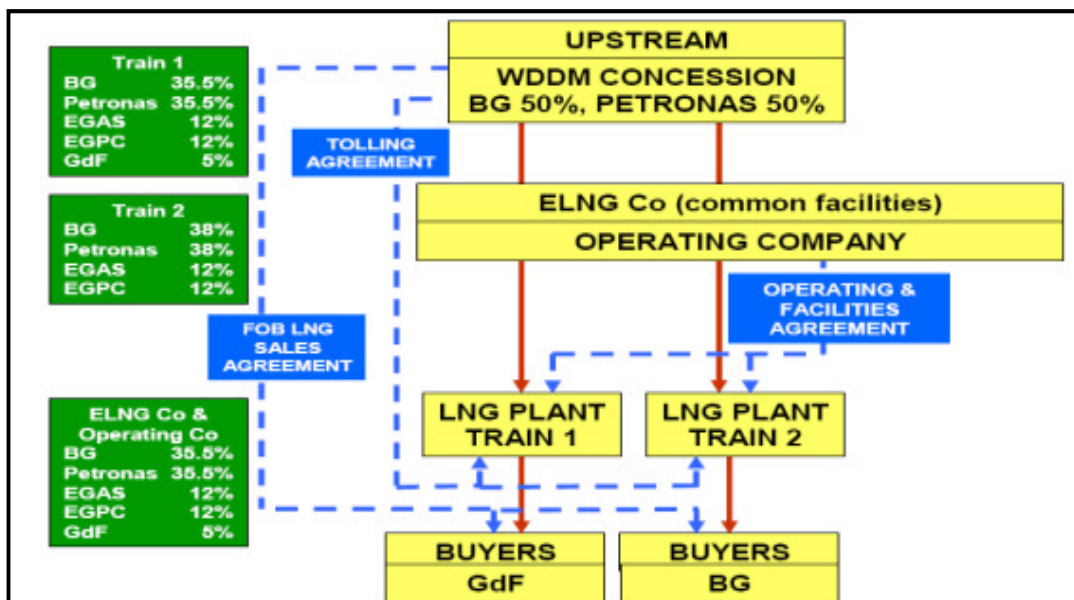 Train 1
BG 35.5%
Petronas 35.5%
EGAS 12%
EGPC 12%
GdF 5%
Train 2
BG 38%
Petronas 38%
EGAS 12%
EGPC 12%
ELNG Co &
Operating Co
BG 35.5%
Petronas 35.5%
EGAS 12%
EGPC 12%
GdF 5%
UPSTREAM
WDDM CONCESSION
BG 50%, PETRONAS 50%
TOLLING
AGREEMENT
ELNG Co (common facilities)
OPERATING COMPANY
OPERATING &
FACILITIES
AGREEMENT
FOB LNG
SALES
AGREEMENT
LNG PLANT
TRAIN 1
LNG PLANT
TRAIN 2
BUYERS
GdF
BUYERS
BG